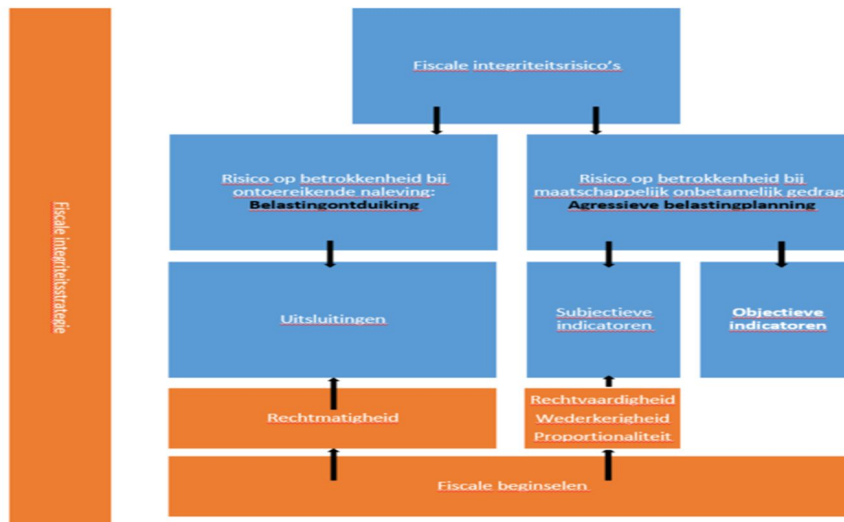 Fiscale integriteitsstrategie
Fiscale integriteitsrisico's
Risico op betrokkenheid bij
ontoereikende naleving:
Belastingontduiking
Risico op betrokkenheid bij
maatschappelijk onbetamelijk gedrag
Agressieve belastingplanning
Uitsluitingen
Subjectieve
indicatoren
Objectieve
indicatoren
Rechtmatigheid
Rechtvaardigheid
Wederkerigheid
Proportionaliteit
Fiscale beginselen